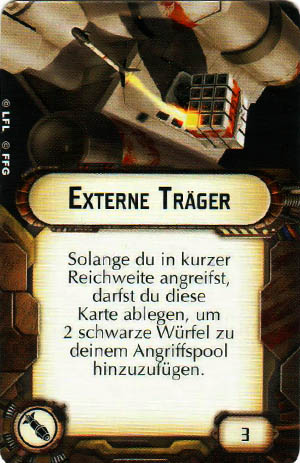 © LFL © FFG
Externe Träger
Solange du in kurzer
Reichweite angreifst,
darfst du diese
Karte ablegen, um
2 schwarze Würfel zu
deinem Angriffspool
hinzuzufügen.
3